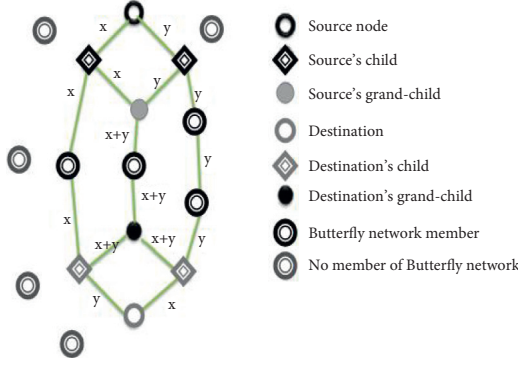 x
y
x
y
x
y
x+y
y
x+y
x
x+y
x+y
y
y
x
Source node
Source's child
Source's grand-child
Destination
Destination's child
Destination's grand-child
Butterfly network member
No member of Butterfly network